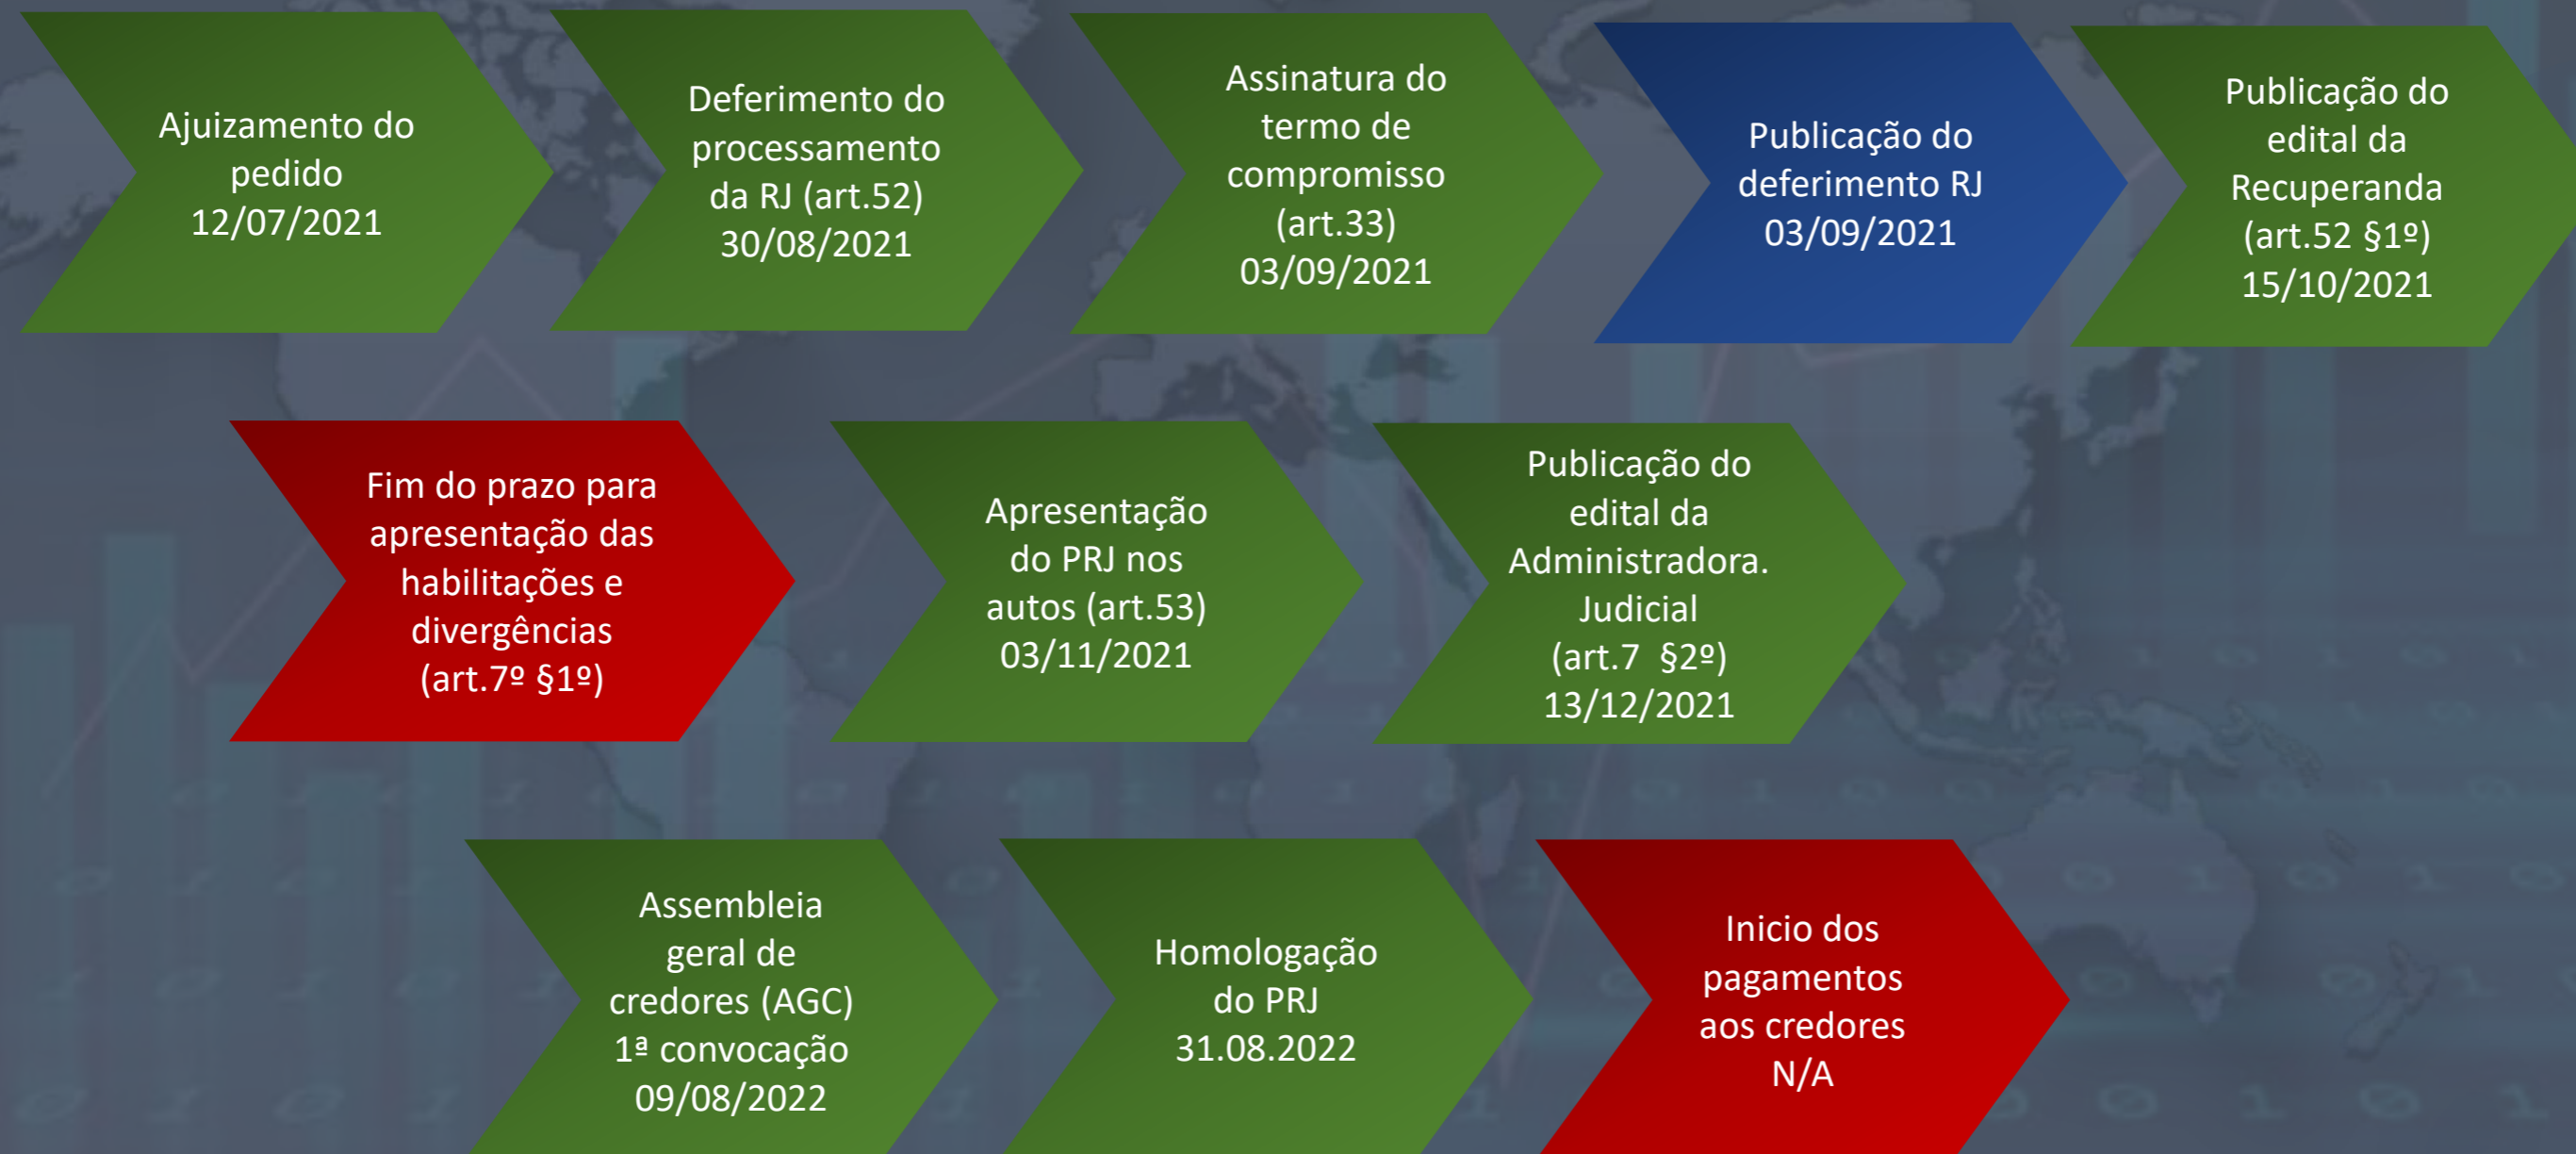 Ajuizamento do
pedido
12/07/2021
Deferimento do
processamento
da RJ (art.52)
30/08/2021
Assinatura do
termo de
compromisso
(art.33)
03/09/2021
Publicação do
deferimento RJ
03/09/2021
Publicação do
edital da
Recuperanda
(art.52 §1º)
15/10/2021
Fim do prazo para
apresentação das
habilitações e
divergências
(art.7º §1º)
Apresentação
do PRJ nos
autos (art.53)
03/11/2021
Publicação do
edital da
Administradora.
Judicial
(art.7 §2º)
13/12/2021
Assembleia
geral de
credores (AGC)
1ª convocação
09/08/2022
Homologação
do PRJ
31.08.2022
Inicio dos
pagamentos
aos credores
N/A